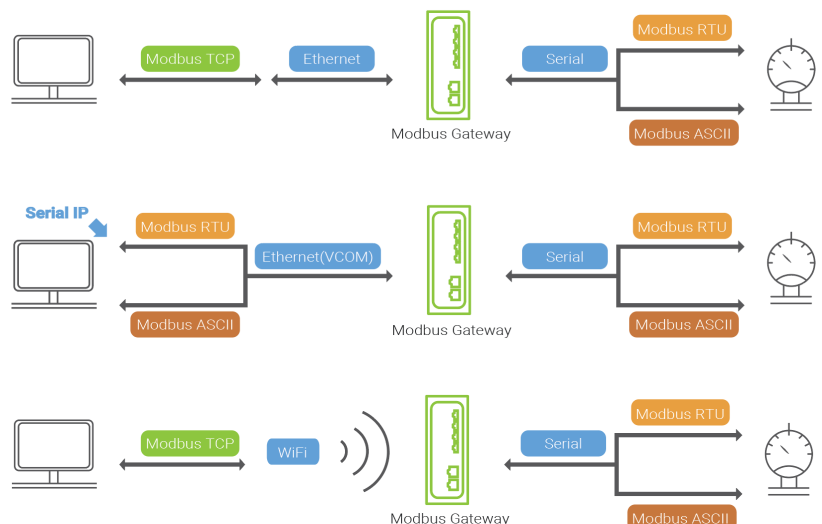 Modbus TCP
Ethernet
Serial
Modbus RTU
Modbus ASCII
Modbus Gateway
Serial IP
Modbus RTU
Modbus ASCII
Ethernet(VCOM)
Serial
Modbus RTU
Modbus ASCII
Modbus Gateway
Modbus TCP
WiFi
Serial
Modbus RTU
Modbus ASCII
Modbus Gateway